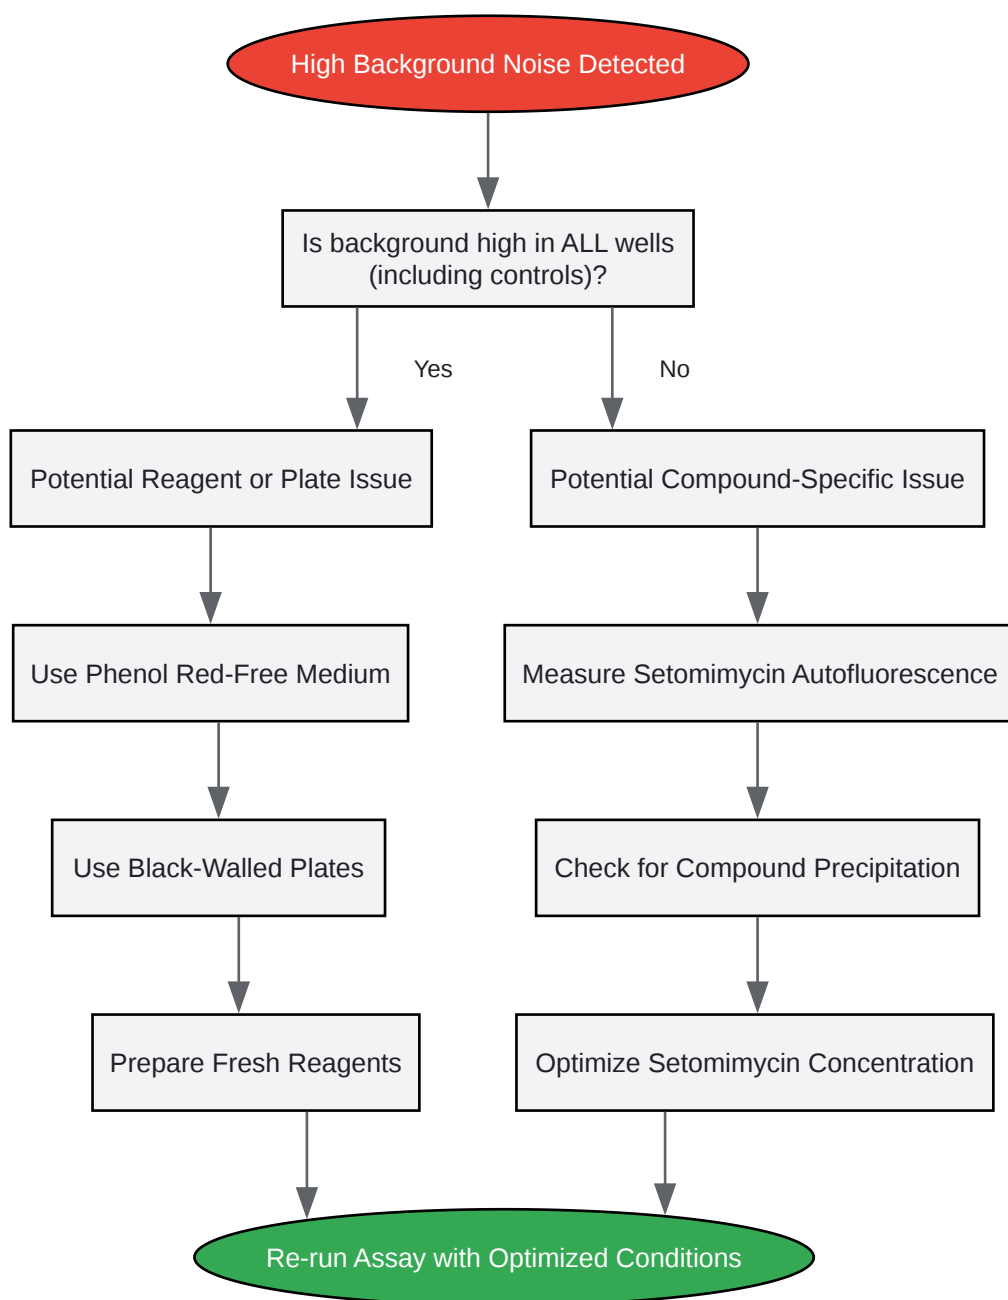 High Background Noise Detected
Is background high in ALL wells
(including controls)?
Yes
No
Potential Reagent or Plate Issue
Potential Compound-Specific Issue
Use Phenol Red-Free Medium
Measure Setomimycin Autofluorescence
Use Black-Walled Plates
Check for Compound Precipitation
Prepare Fresh Reagents
Optimize Setomimycin Concentration
Re-run Assay with Optimized Conditions